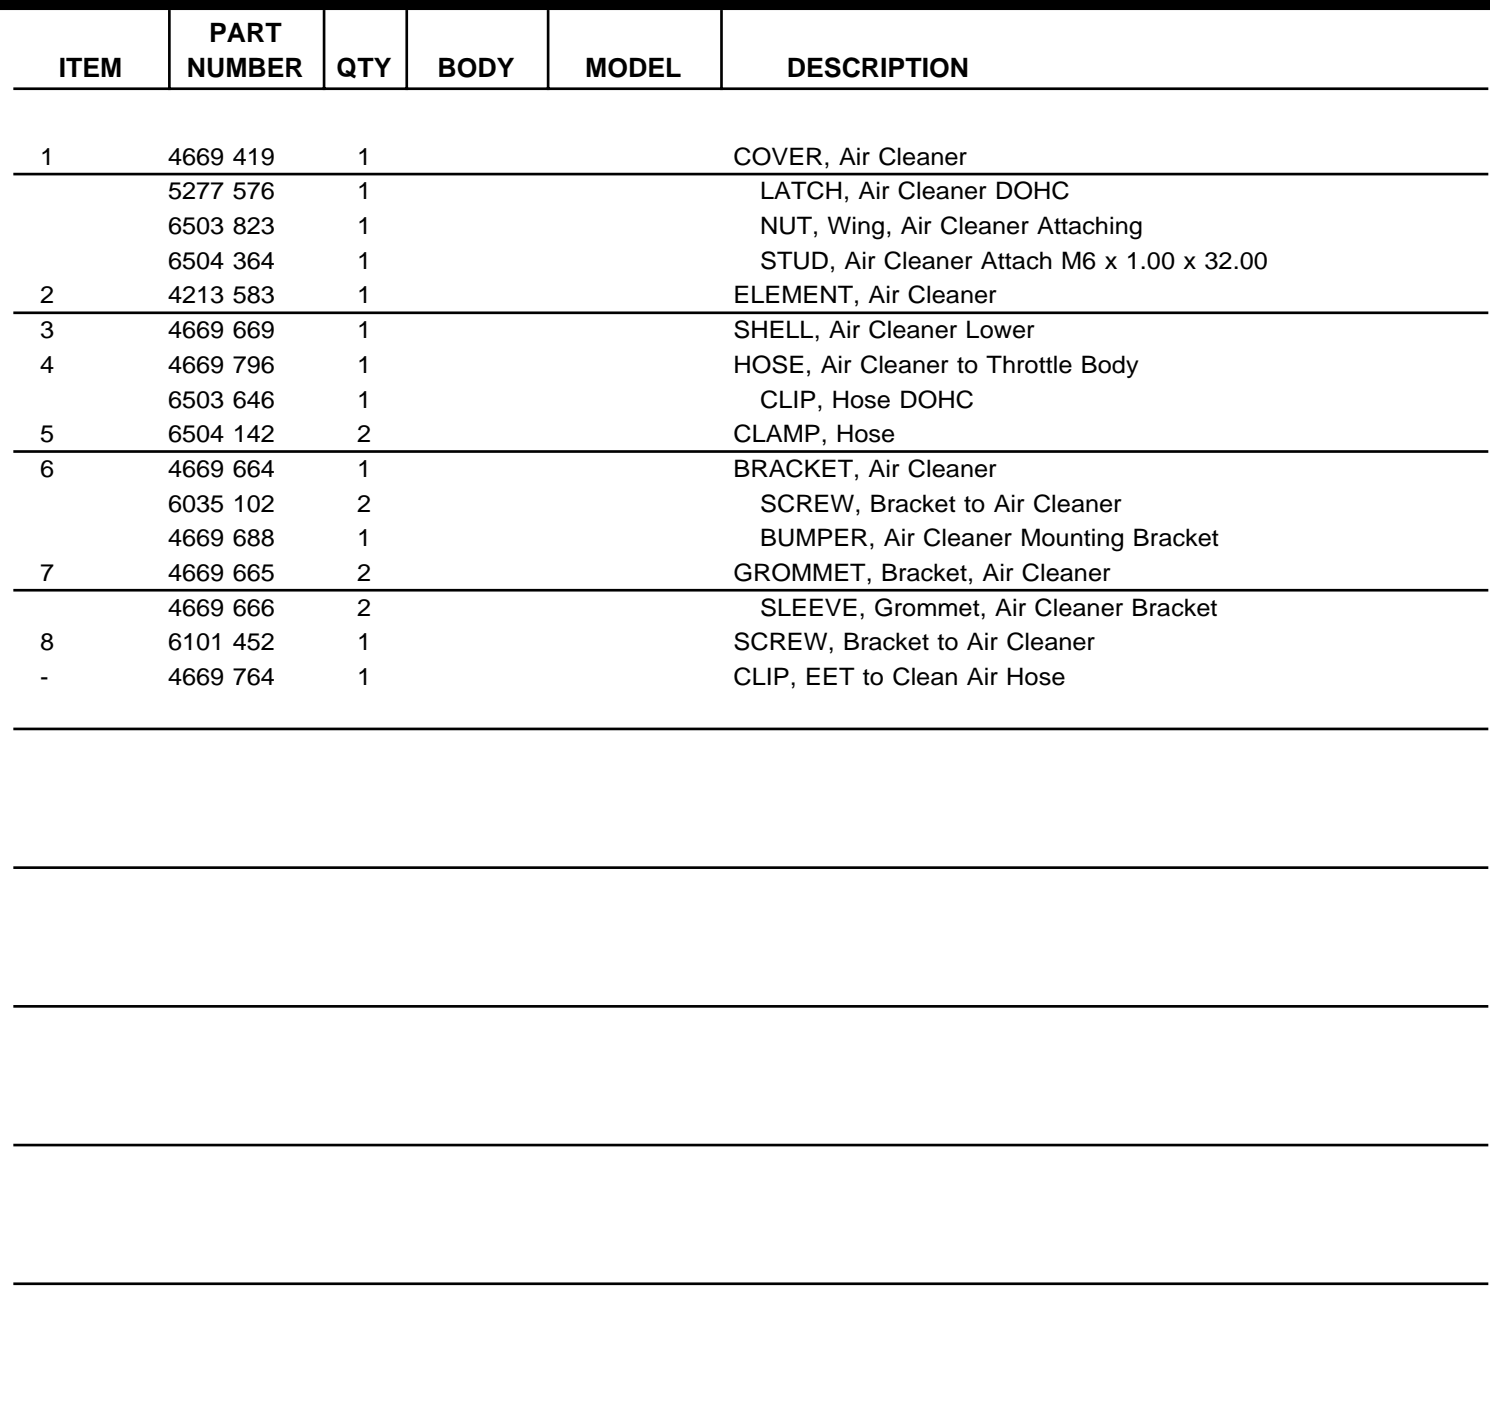 PART
ITEM NUMBER QTY BODY MODEL DESCRIPTION
1 4669 419 1 COVER, Air Cleaner
5277 576 1 LATCH, Air Cleaner DOHC
6503 823 1 NUT, Wing, Air Cleaner Attaching
6504 364 1 STUD, Air Cleaner Attach M6 x 1.00 x 32.00
2 4213 583 1 ELEMENT, Air Cleaner
3 4669 669 1 SHELL, Air Cleaner Lower
4 4669 796 1 HOSE, Air Cleaner to Throttle Body
6503 646 1 CLIP, Hose DOHC
5 6504 142 2 CLAMP, Hose
6 4669 664 1 BRACKET, Air Cleaner
6035 102 2 SCREW, Bracket to Air Cleaner
4669 688 1 BUMPER, Air Cleaner Mounting Bracket
7 4669 665 2 GROMMET, Bracket, Air Cleaner
4669 666 2 SLEEVE, Grommet, Air Cleaner Bracket
8 6101 452 1 SCREW, Bracket to Air Cleaner
- 4669 764 1 CLIP, EET to Clean Air Hose